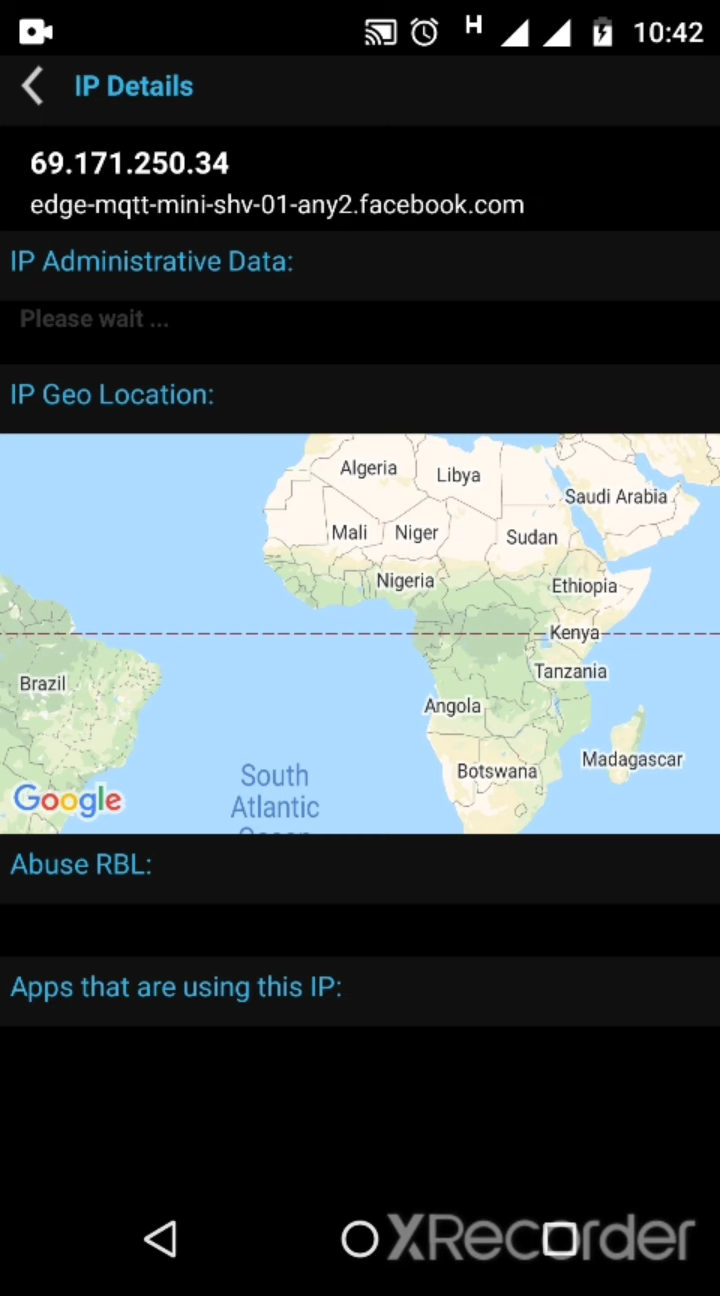 H 10:42
IP Details
69.171.250.34
edge-mqtt-mini-shv-01-any2.facebook.com
IP Administrative Data:
Please wait ...
IP Geo Location:
Algeria
Libya
Saudi Arabia
Mali
Niger
Sudan
Nigeria
Ethiopia
Kenya
Brazil
Tanzania
Angola
Botswana
Madagascar
South
Atlantic
Ocean
Google
Abuse RBL:
Apps that are using this IP:
XRecorder